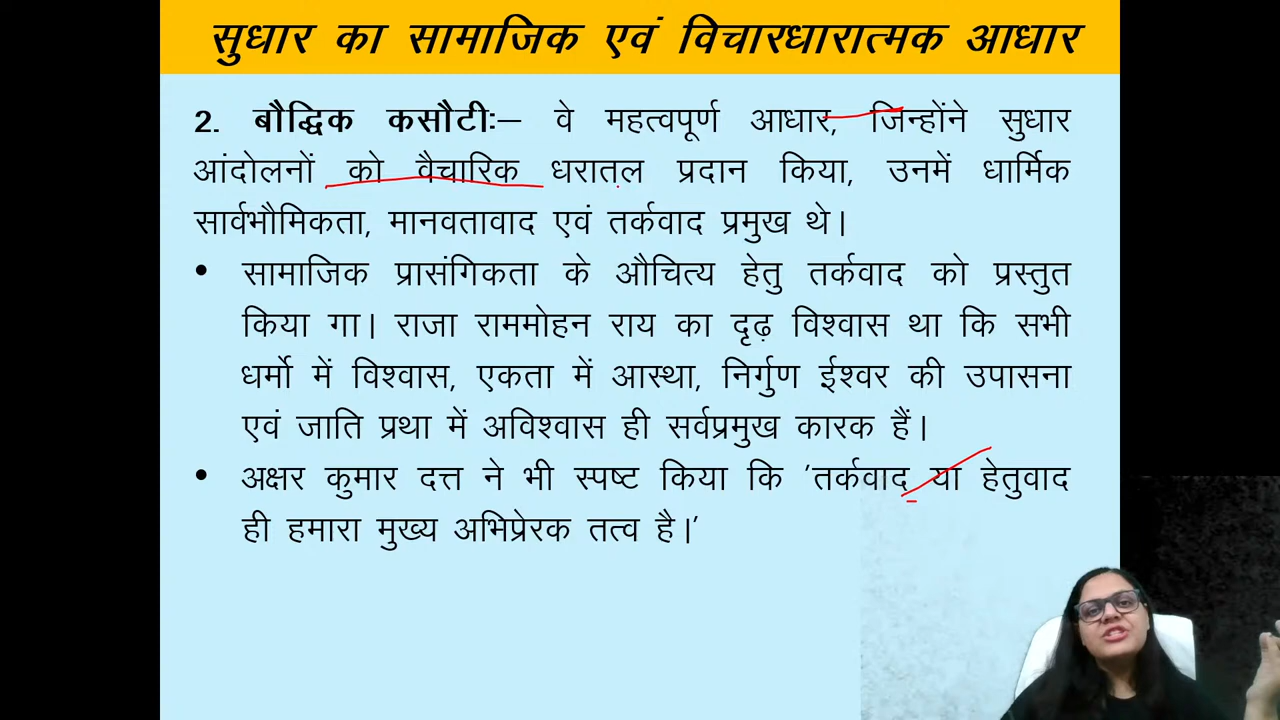 सुधार का सामाजिक एवं विचारधारात्मक आधार
2. बौद्धिक कसौटीः– वे महत्वपूर्ण आधार, जिन्होंने सुधार
आंदोलनों को वैचारिक धरातल प्रदान किया, उनमें धार्मिक
सार्वभौमिकता, मानवतावाद एवं तर्कवाद प्रमुख थे।
• सामाजिक प्रासंगिकता के औचित्य हेतु तर्कवाद को प्रस्तुत
किया गा। राजा राममोहन राय का दृढ़ विश्वास था कि सभी
धर्मो में विश्वास, एकता में आस्था, निर्गुण ईश्वर की उपासना
एवं जाति प्रथा में अविश्वास ही सर्वप्रमुख कारक हैं।
• अक्षर कुमार दत्त ने भी स्पष्ट किया कि 'तर्कवाद या हेतुवाद
ही हमारा मुख्य अभिप्रेरक तत्व है।'